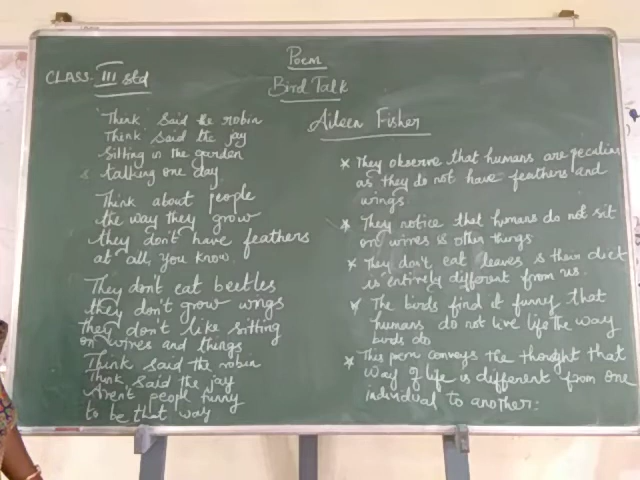 Poem
CLASS. III std
Bird Talk
Aileen Fisher
"Think" said the robin
Think said the jay
Sitting in the garden
talking one day.
Think about people
the way they grow
they don't have feathers
at all, you know.
They dont eat beetles
they don't grow wings
they don't like sitting
on wires and things
Think said the robin
Think said the jay
Aren't people funny
to be that way
* They observe that humans are peculiar
as they do not have feathers and
wings
* They notice that humans do not sit
on wires & other things
* They don't eat leaves & their diet
is entirely different from us.
* The birds find it funny that
humans do not live life the way
birds do
* This poem conveys the thought that
way of life is different from one
individual to another: